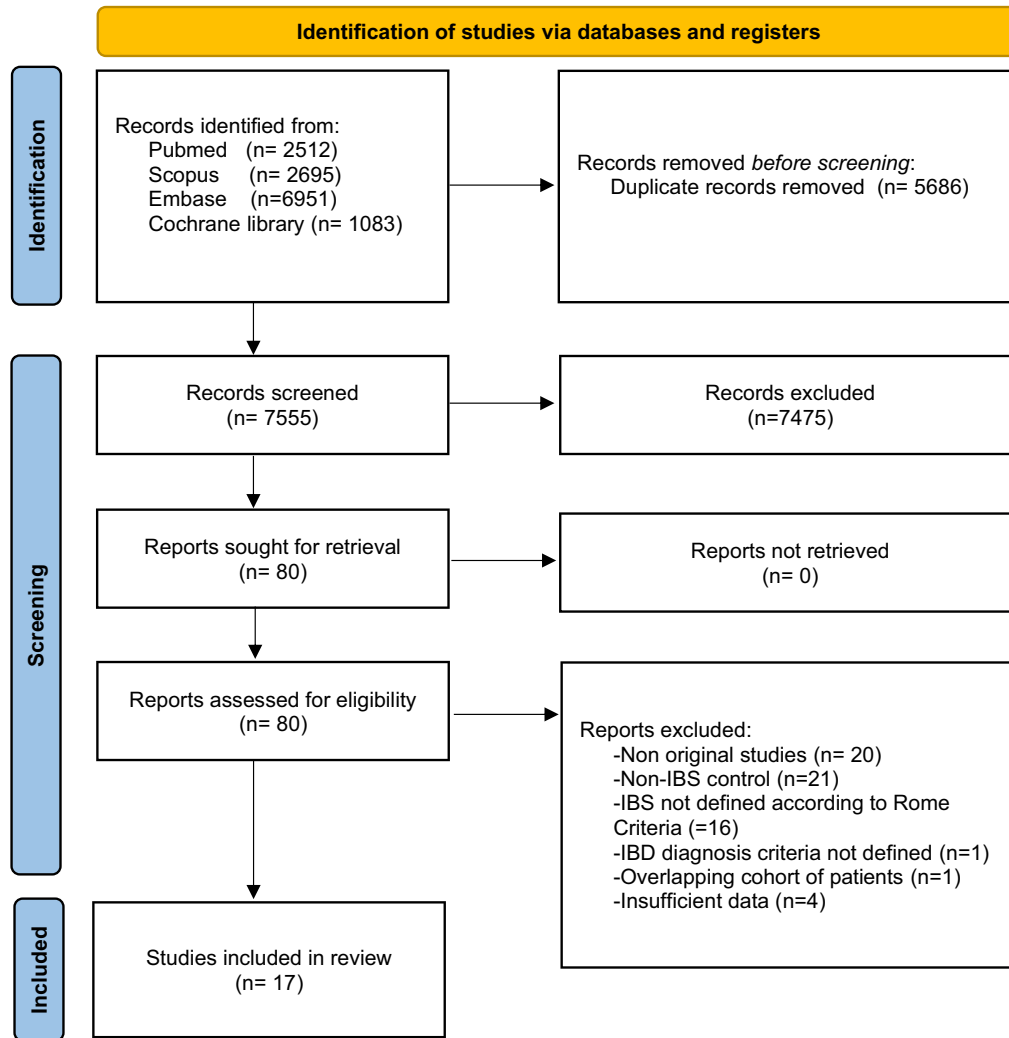 Identification of studies via databases and registers
Identification
Records identified from:
Pubmed (n= 2512)
Scopus (n= 2695)
Embase (n=6951)
Cochrane library (n= 1083)
Records removed before screening:
Duplicate records removed (n= 5686)
Screening
Records screened
(n= 7555)
Records excluded
(n=7475)
Reports sought for retrieval
(n= 80)
Reports not retrieved
(n= 0)
Reports assessed for eligibility
(n= 80)
Reports excluded:
-Non original studies (n= 20)
-Non-IBS control (n=21)
-IBS not defined according to Rome
Criteria (=16)
-IBD diagnosis criteria not defined (n=1)
-Overlapping cohort of patients (n=1)
-Insufficient data (n=4)
Included
Studies included in review
(n= 17)